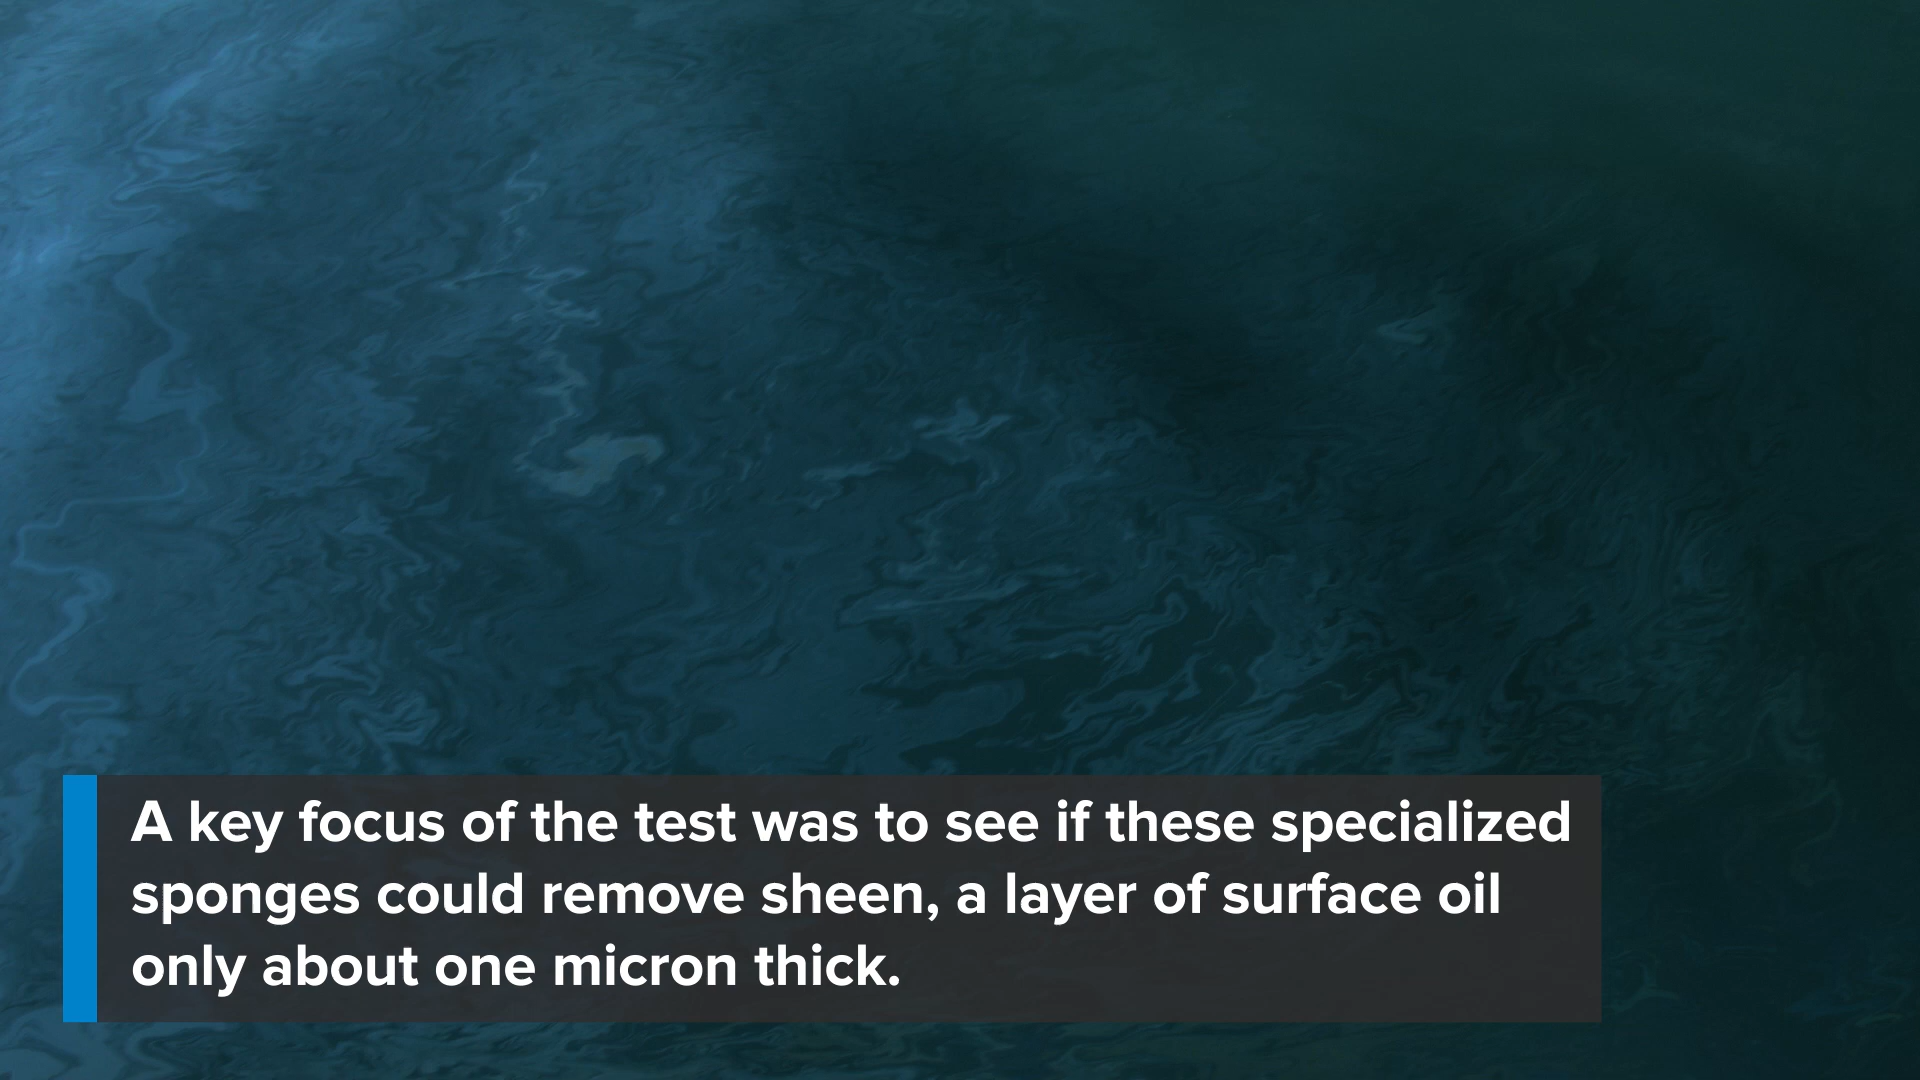 A key focus of the test was to see if these specialized
sponges could remove sheen, a layer of surface oil
only about one micron thick.